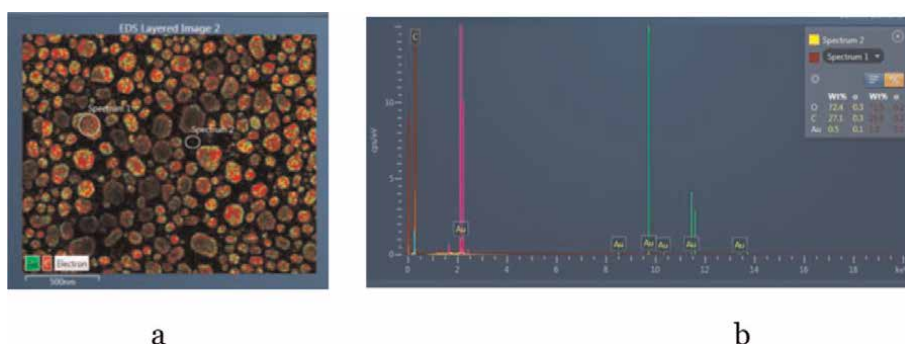 EDS Layered Image 2
Spectrum 1
Spectrum 2
C Electron
500nm
a
cps/eV
10
5
0
C
Au
Au
Au
Au
Au
Au
0 2 4 6 8 10 12 14 16 18
Spectrum 2
Spectrum 1
Wt% σ Wt% σ
O 72.4 0.3
C 27.1 0.3
Au 0.5 0.1
b